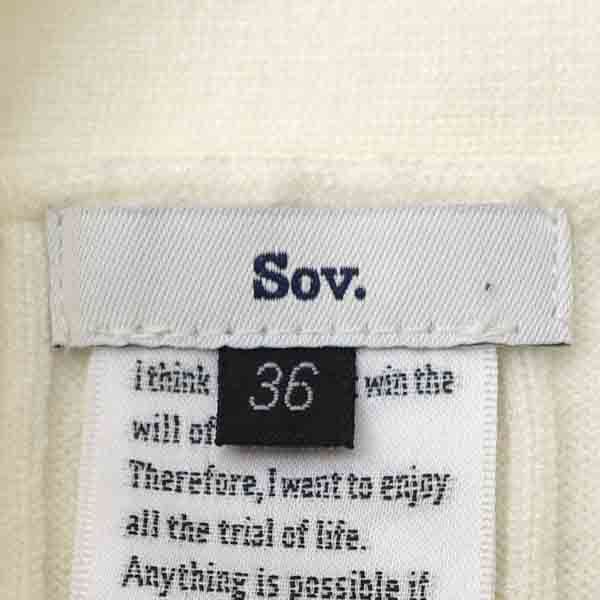 Sov.
36
I think win the
will of
Therefore, I went to enjoy
all the trial of life.
Anything is possible if